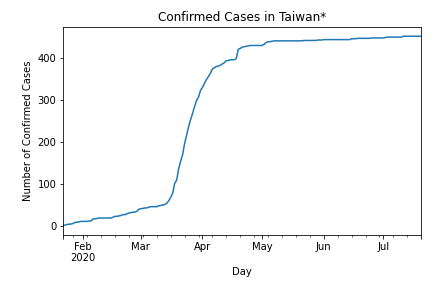 Confirmed Cases in Taiwan*
Number of Confirmed Cases
400
300
200
100
0
Feb Mar Apr May Jun Jul
2020
Day